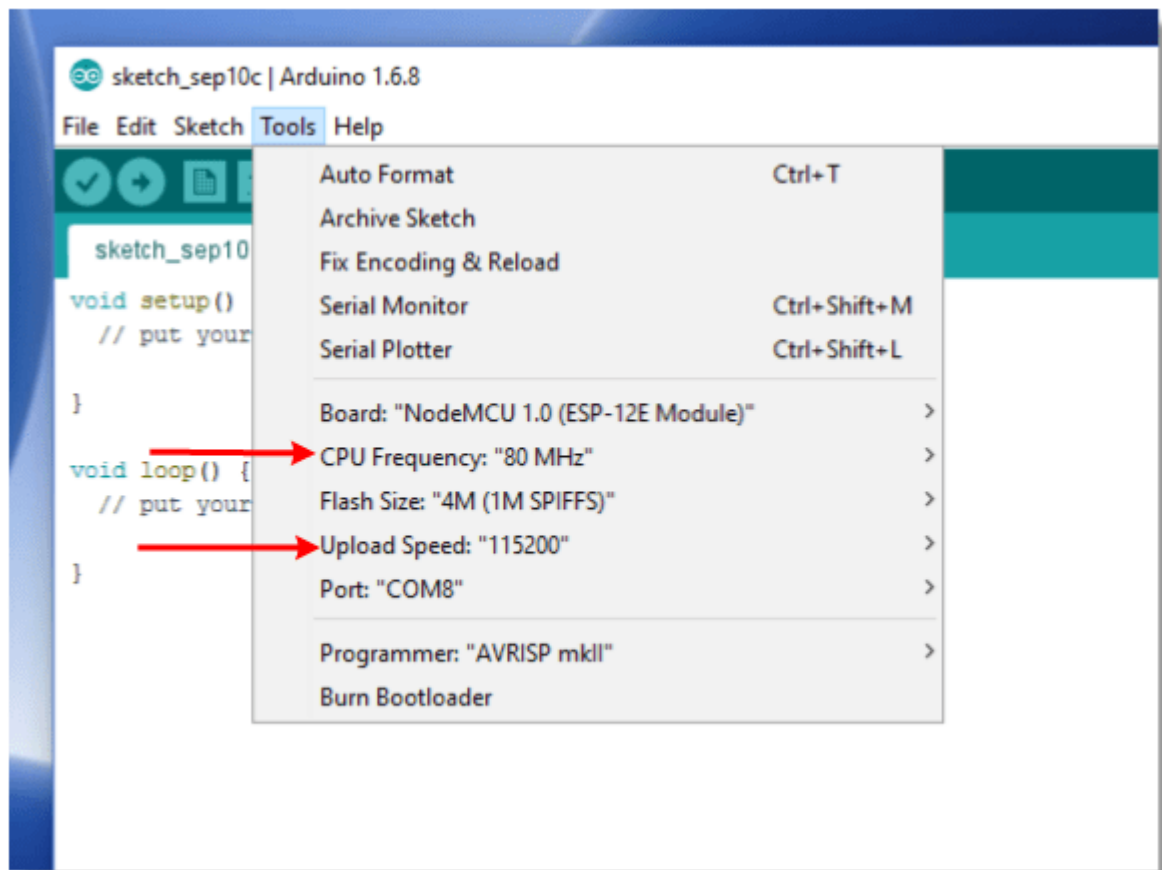 sketch_sep10c | Arduino 1.6.8
File Edit Sketch Tools Help
Auto Format Ctrl+T
Archive Sketch
sketch_sep10
Fix Encoding & Reload
void setup()
Serial Monitor Ctrl+Shift+M
// put your
Serial Plotter Ctrl+Shift+L
}
Board: "NodeMCU 1.0 (ESP-12E Module)"
CPU Frequency: "80 MHz"
void loop() {
Flash Size: "4M (1M SPIFFS)"
// put your
Upload Speed: "115200"
}
Port: "COM8"
Programmer: "AVRISP mkII"
Burn Bootloader